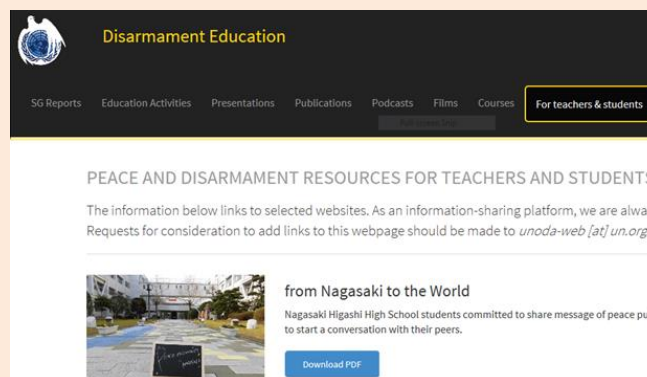 Disarmament Education
SG Reports Education Activities Presentations Publications Podcasts Films Courses For teachers & students
PEACE AND DISARMAMENT RESOURCES FOR TEACHERS AND STUDENTS
The information below links to selected websites. As an information-sharing platform, we are alwa
Requests for consideration to add links to this webpage should be made to unoda-web [at] un.org
from Nagasaki to the World
Nagasaki Higashi High School students committed to share message of peace pu
to start a conversation with their peers.
Download PDF